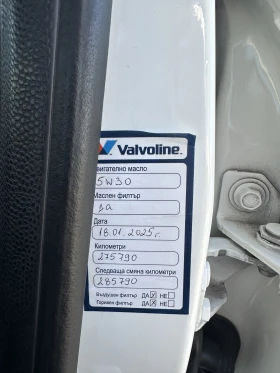 Valvoline
двигателно масло
5W30
Маслен филтър
да
Дата
18.01.2025г.
Километри
275790
Следваща смяна километри
285790
Въздушен филтър ДА НЕ
Горивен филтър ДА НЕ